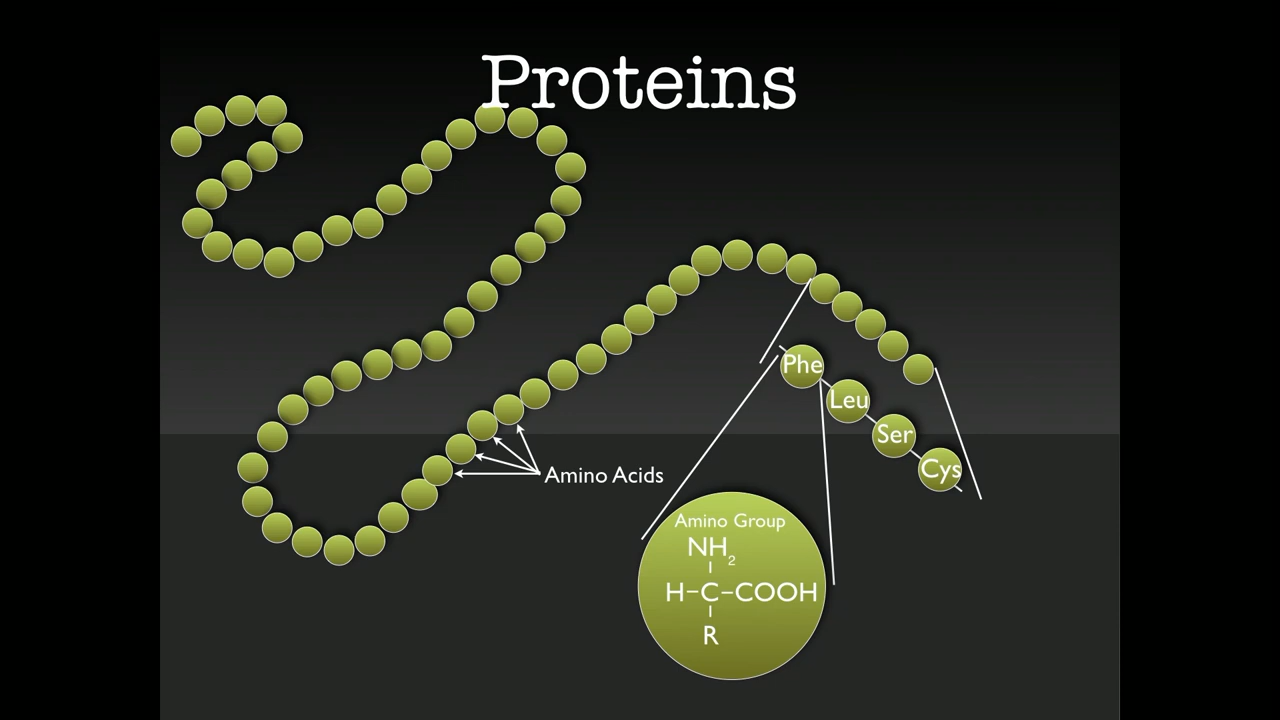 Proteins
Phe
Leu
Ser
Cys
Amino Acids
Amino Group
NH₂
H-C-COOH
R